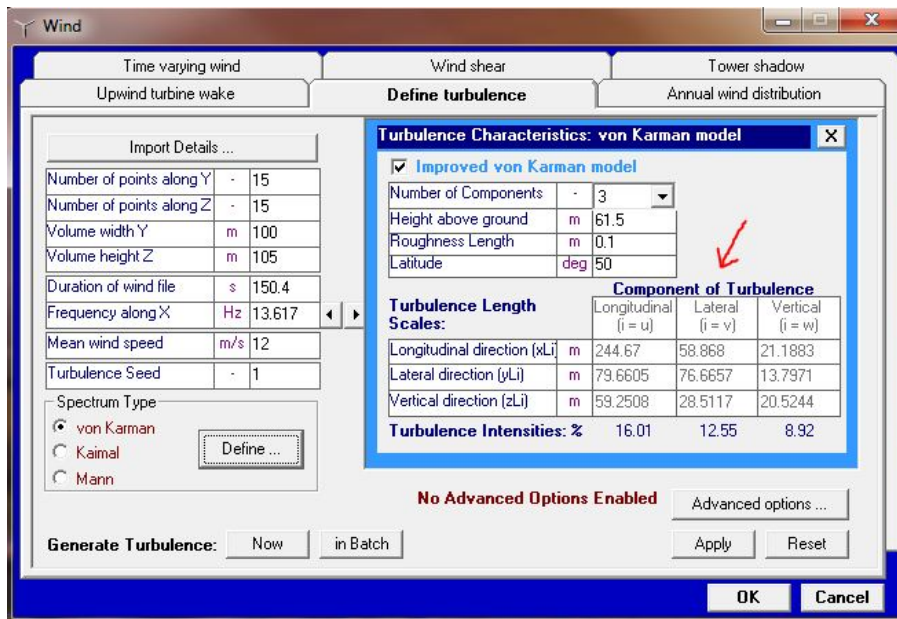 Wind
Time varying wind Wind shear Tower shadow
Upwind turbine wake Define turbulence Annual wind distribution
Import Details ...
Number of points along Y - 15
Number of points along Z - 15
Volume width Y m 100
Volume height Z m 105
Duration of wind file s 150.4
Frequency along X Hz 13.617
Mean wind speed m/s 12
Turbulence Seed - 1
Spectrum Type
von Karman
Kaimal
Mann
Define ...
Turbulence Characteristics: von Karman model X
Improved von Karman model
Number of Components - 3
Height above ground m 61.5
Roughness Length m 0.1
Latitude deg 50
Component of Turbulence
Turbulence Length Scales:
Longitudinal (i = u) Lateral (i = v) Vertical (i = w)
Longitudinal direction (xLi m 244.67 58.868 21.1883
Lateral direction (yLi) m 79.6605 76.6657 13.7971
Vertical direction (zLi) m 59.2508 28.5117 20.5244
Turbulence Intensities: % 16.01 12.55 8.92
No Advanced Options Enabled Advanced options ...
Generate Turbulence: Now in Batch Apply Reset
OK Cancel